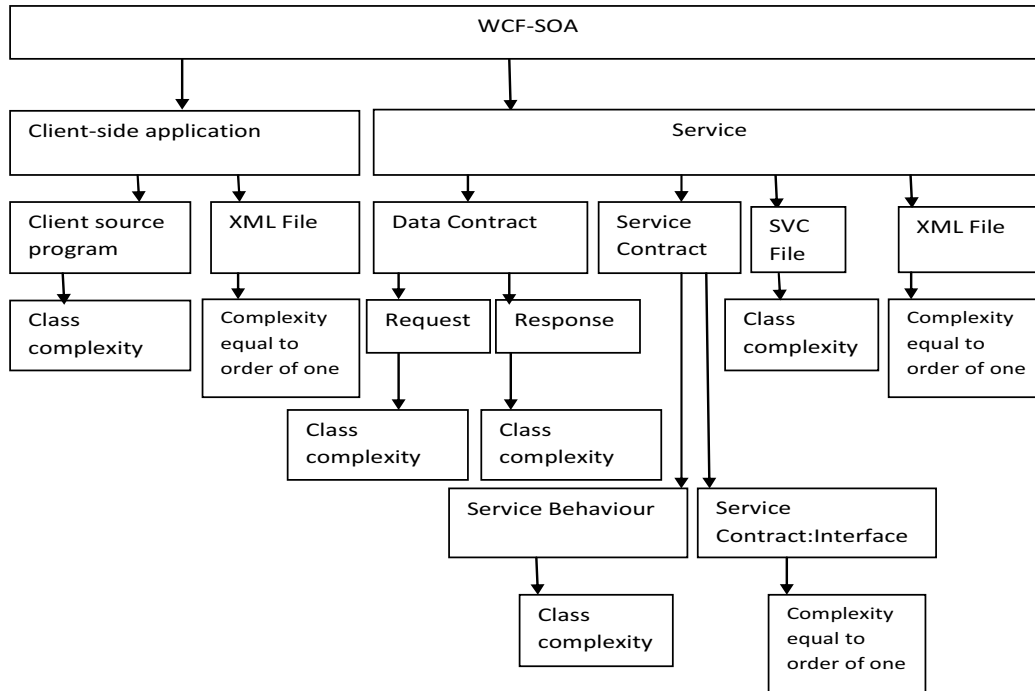 WCF-SOA
Client-side application
Service
Client source
program
XML File
Data Contract
Service
Contract
SVC
File
XML File
Class
complexity
Complexity
equal to
order of one
Request
Response
Class
complexity
Complexity
equal to
order of one
Class
complexity
Class
complexity
Service Behaviour
Service
Contract:Interface
Class
complexity
Complexity
equal to
order of one